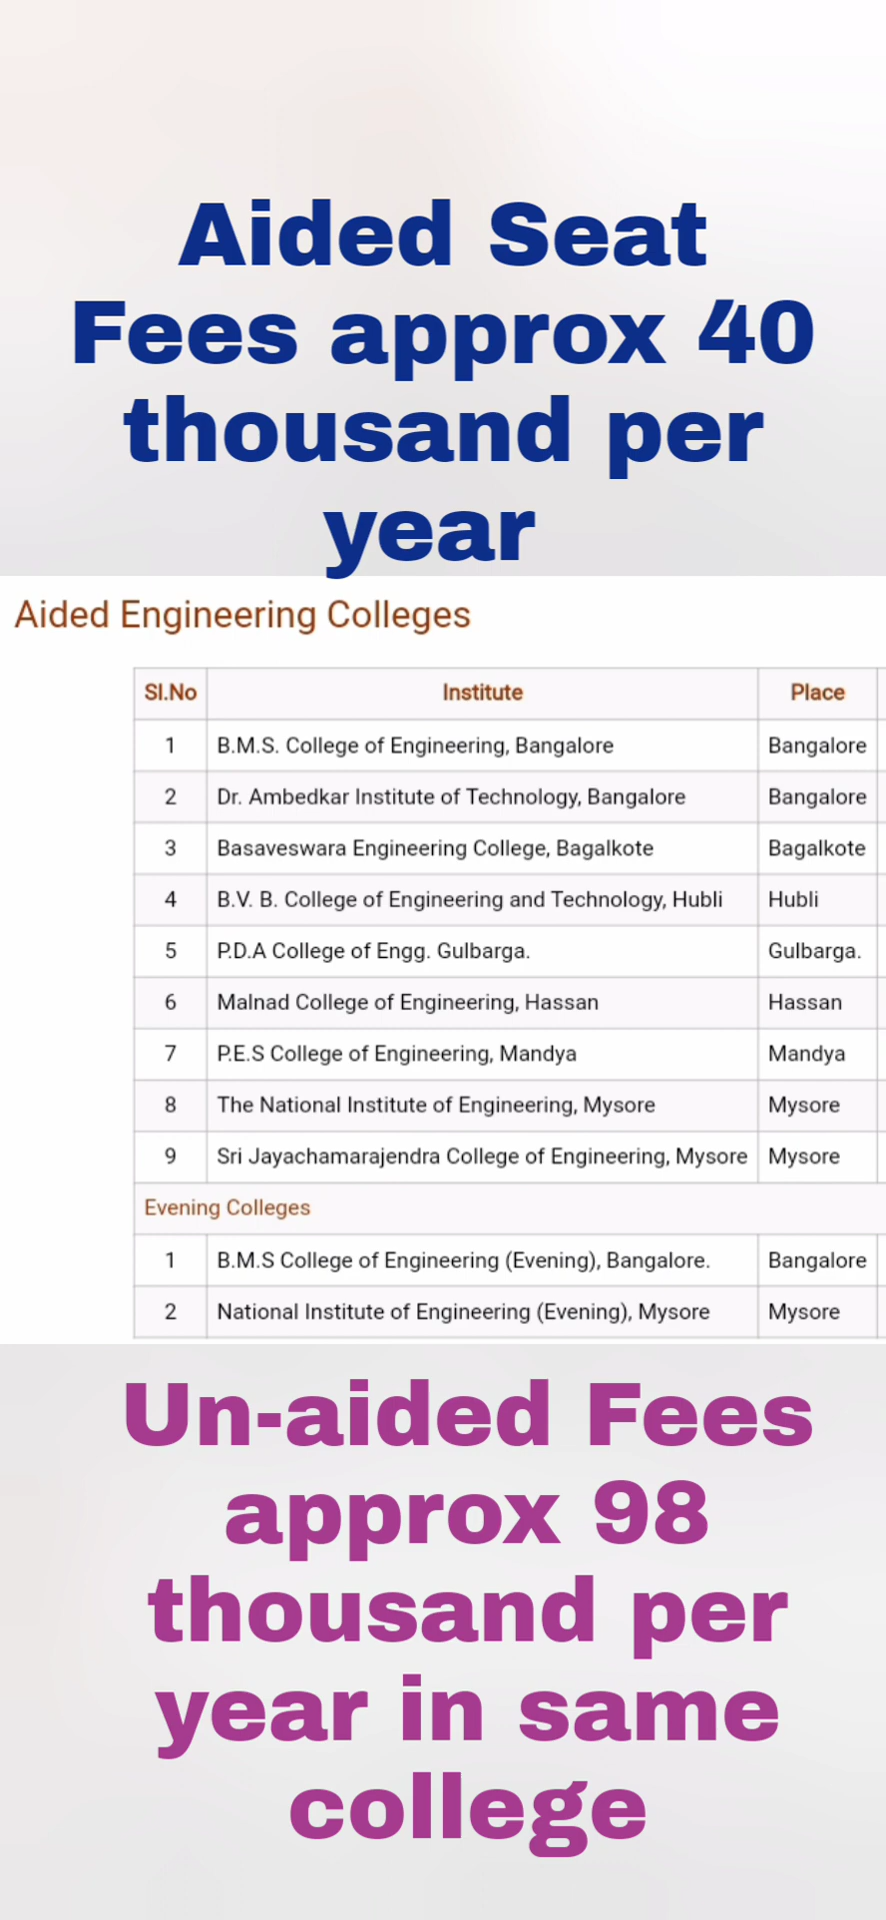 Aided Seat
Fees approx 40
thousand per
year
Aided Engineering Colleges
Sl.No Institute Place
1 B.M.S. College of Engineering, Bangalore Bangalore
2 Dr. Ambedkar Institute of Technology, Bangalore Bangalore
3 Basaveswara Engineering College, Bagalkote Bagalkote
4 B.V. B. College of Engineering and Technology, Hubli Hubli
5 P.D.A College of Engg. Gulbarga. Gulbarga.
6 Malnad College of Engineering, Hassan Hassan
7 P.E.S College of Engineering, Mandya Mandya
8 The National Institute of Engineering, Mysore Mysore
9 Sri Jayachamarajendra College of Engineering, Mysore Mysore
Evening Colleges
1 B.M.S College of Engineering (Evening), Bangalore. Bangalore
2 National Institute of Engineering (Evening), Mysore Mysore
Un-aided Fees
approx 98
thousand per
year in same
college